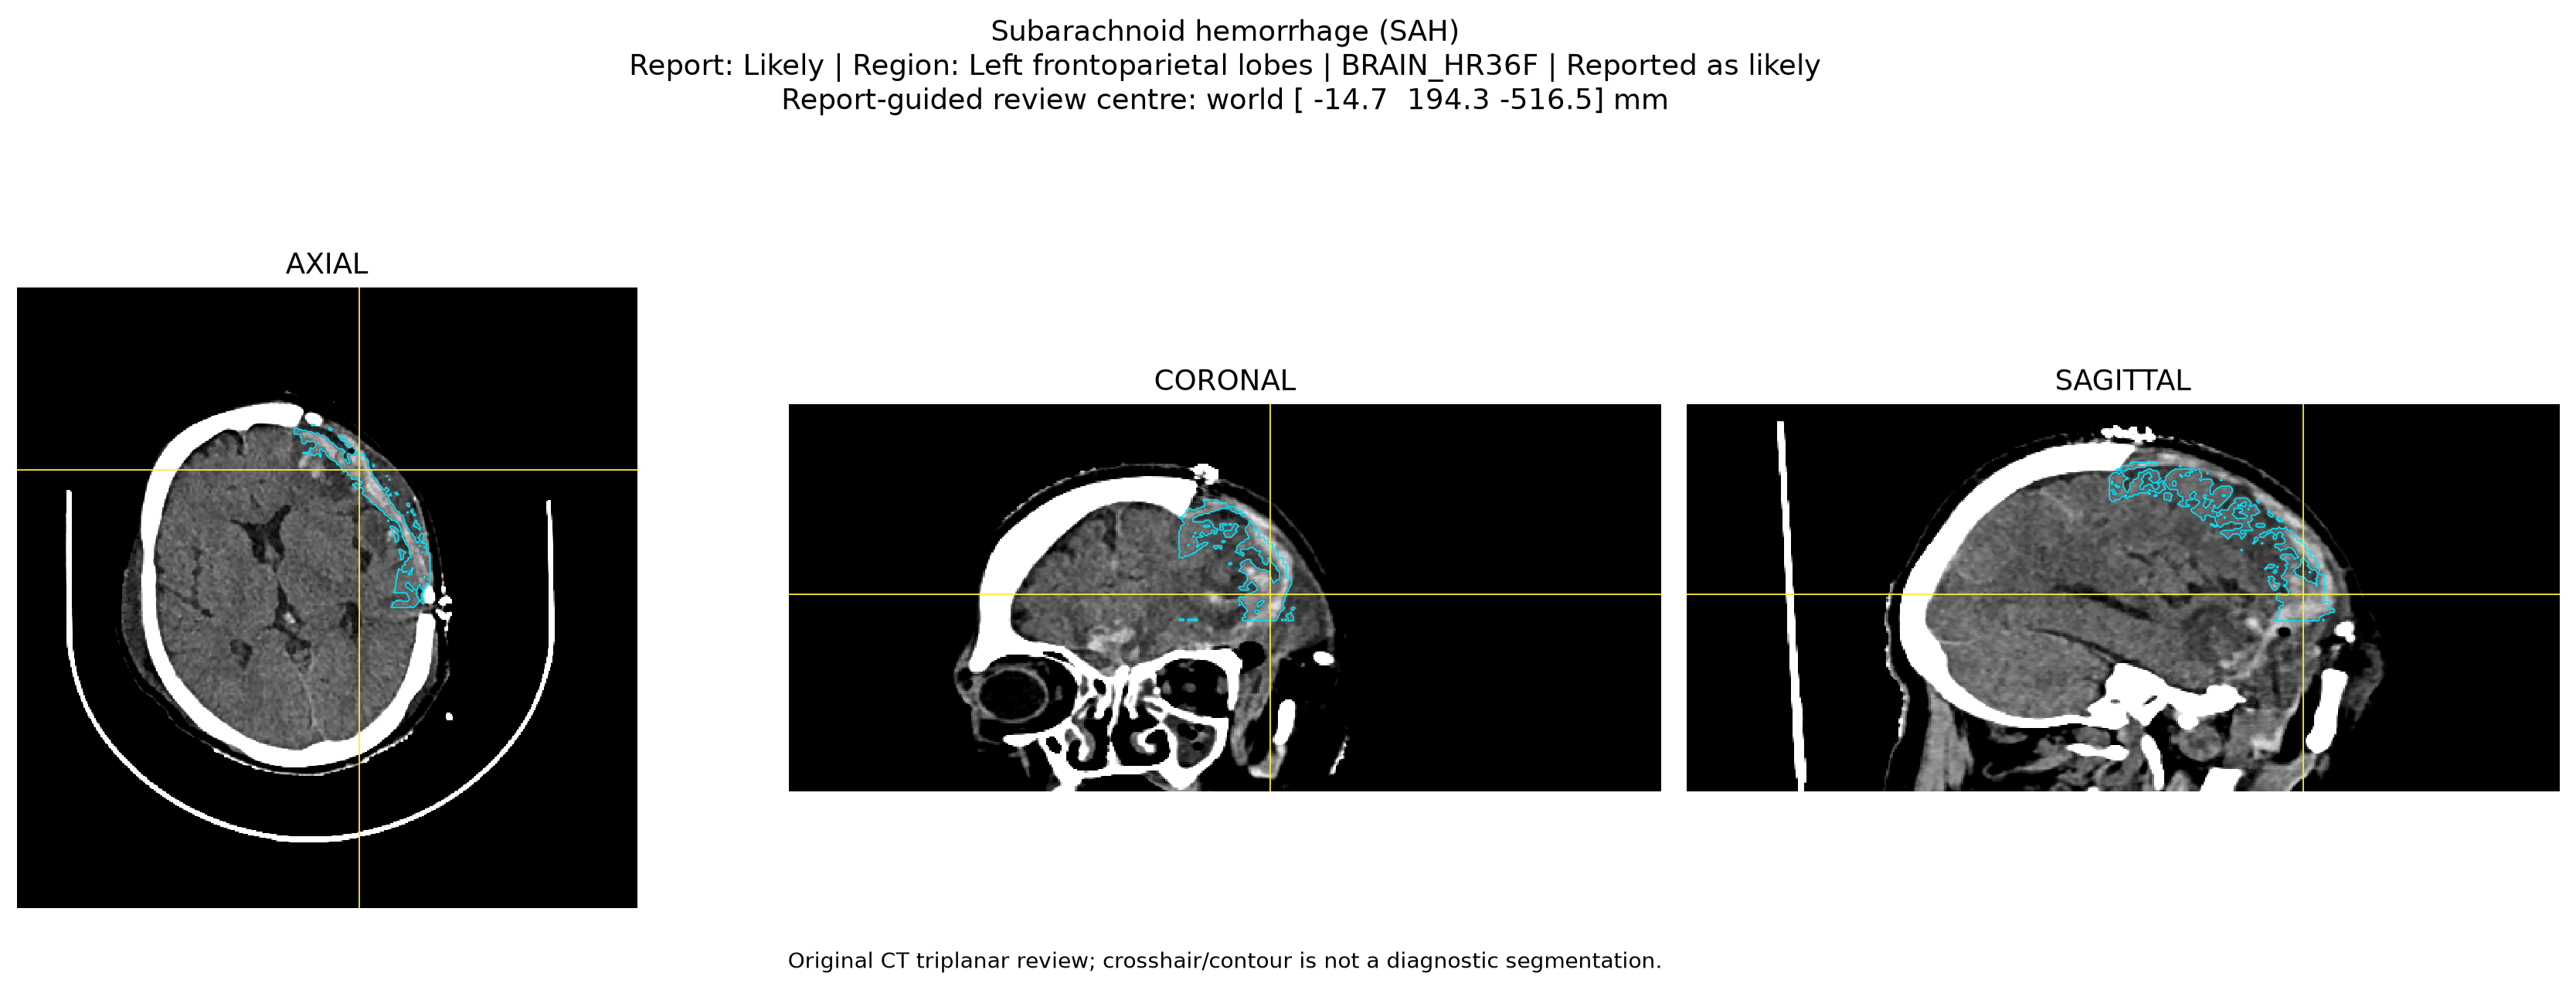 Subarachnoid hemorrhage (SAH)
Report: Likely | Region: Left frontoparietal lobes | BRAIN_HR36F | Reported as likely
Report-guided review centre: world [ -14.7  194.3 -516.5] mm
AXIAL
CORONAL
SAGITTAL
Original CT triplanar review; crosshair/contour is not a diagnostic segmentation.